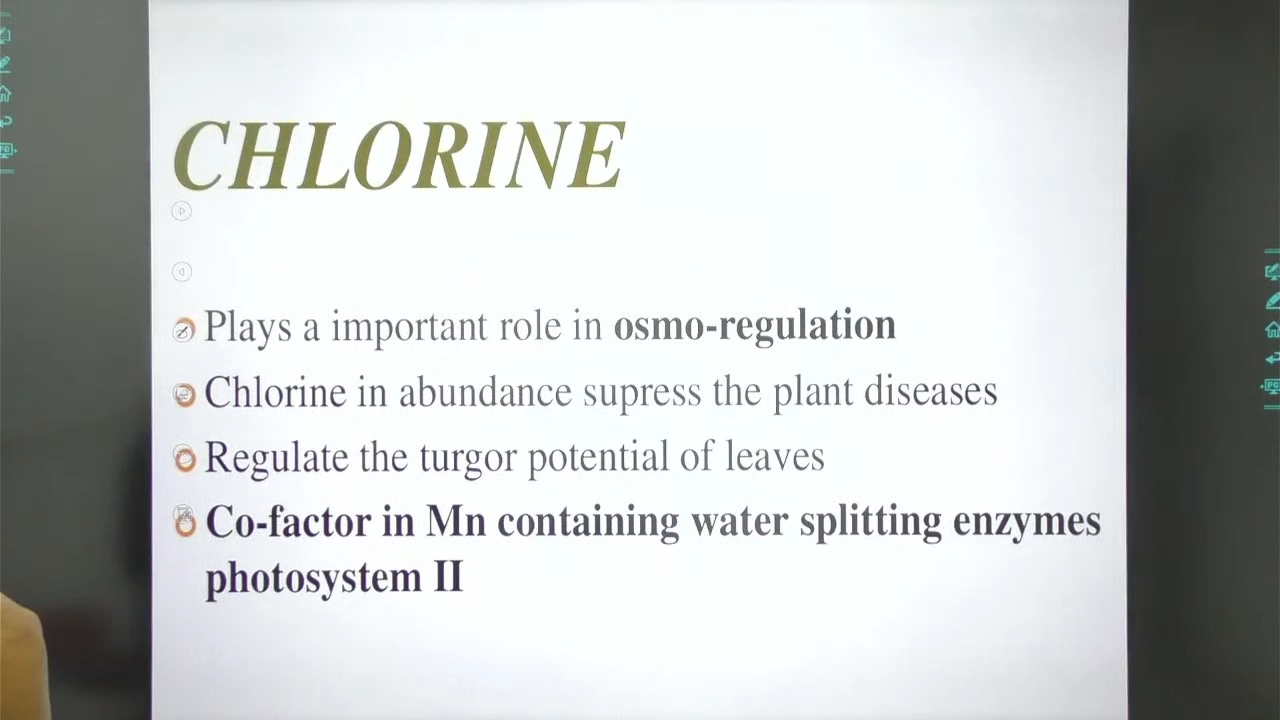 CHLORINE
Plays a important role in osmo-regulation
Chlorine in abundance supress the plant diseases
Regulate the turgor potential of leaves
Co-factor in Mn containing water splitting enzymes
photosystem II